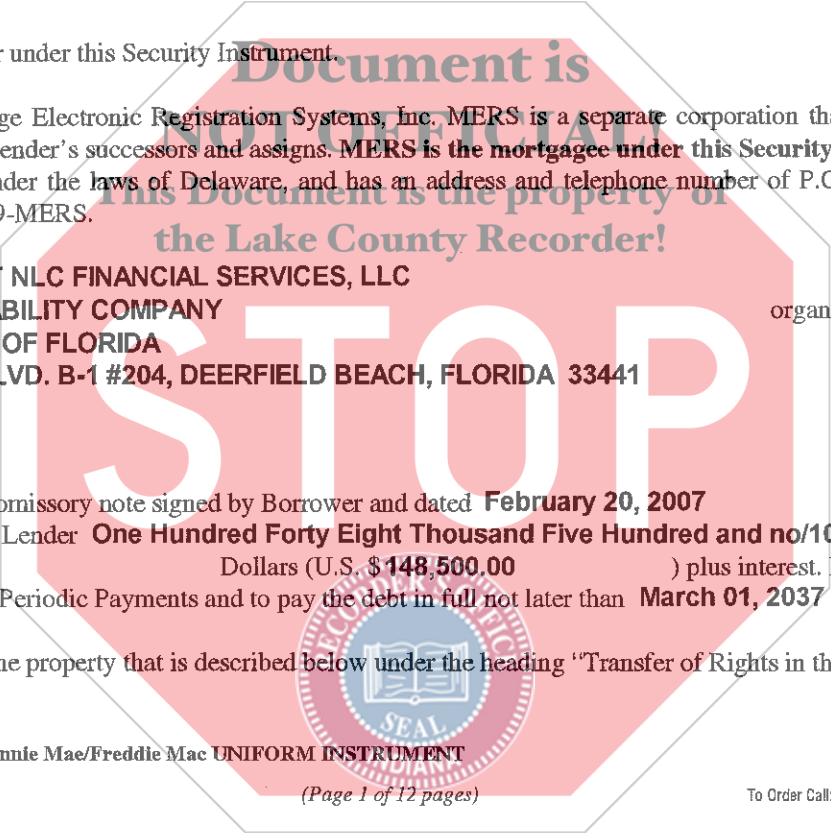 r under this Security Instrument.
Document is
ge Electronic Registration Systems, Inc. MERS is a separate corporation tha
NOT OFFICIAL!
ender's successors and assigns. MERS is the mortgagee under this Security
nder the laws of Delaware, and has an address and telephone number of P.O
This Document is the property of
9-MERS.
the Lake County Recorder!
NLC FINANCIAL SERVICES, LLC
ABILITY COMPANY organ
OF FLORIDA
LVD. B-1 #204, DEERFIELD BEACH, FLORIDA 33441
STOP
omissory note signed by Borrower and dated February 20, 2007
Lender One Hundred Forty Eight Thousand Five Hundred and no/10
Dollars (U.S. $148,500.00 ) plus interest.
Periodic Payments and to pay the debt in full not later than March 01, 2037
RECORDER'S OFFICE
ne property that is described below under the heading "Transfer of Rights in th
SEAL
INDIANA
nnie Mae/Freddie Mac UNIFORM INSTRUMENT
(Page 1 of 12 pages)
To Order Call: